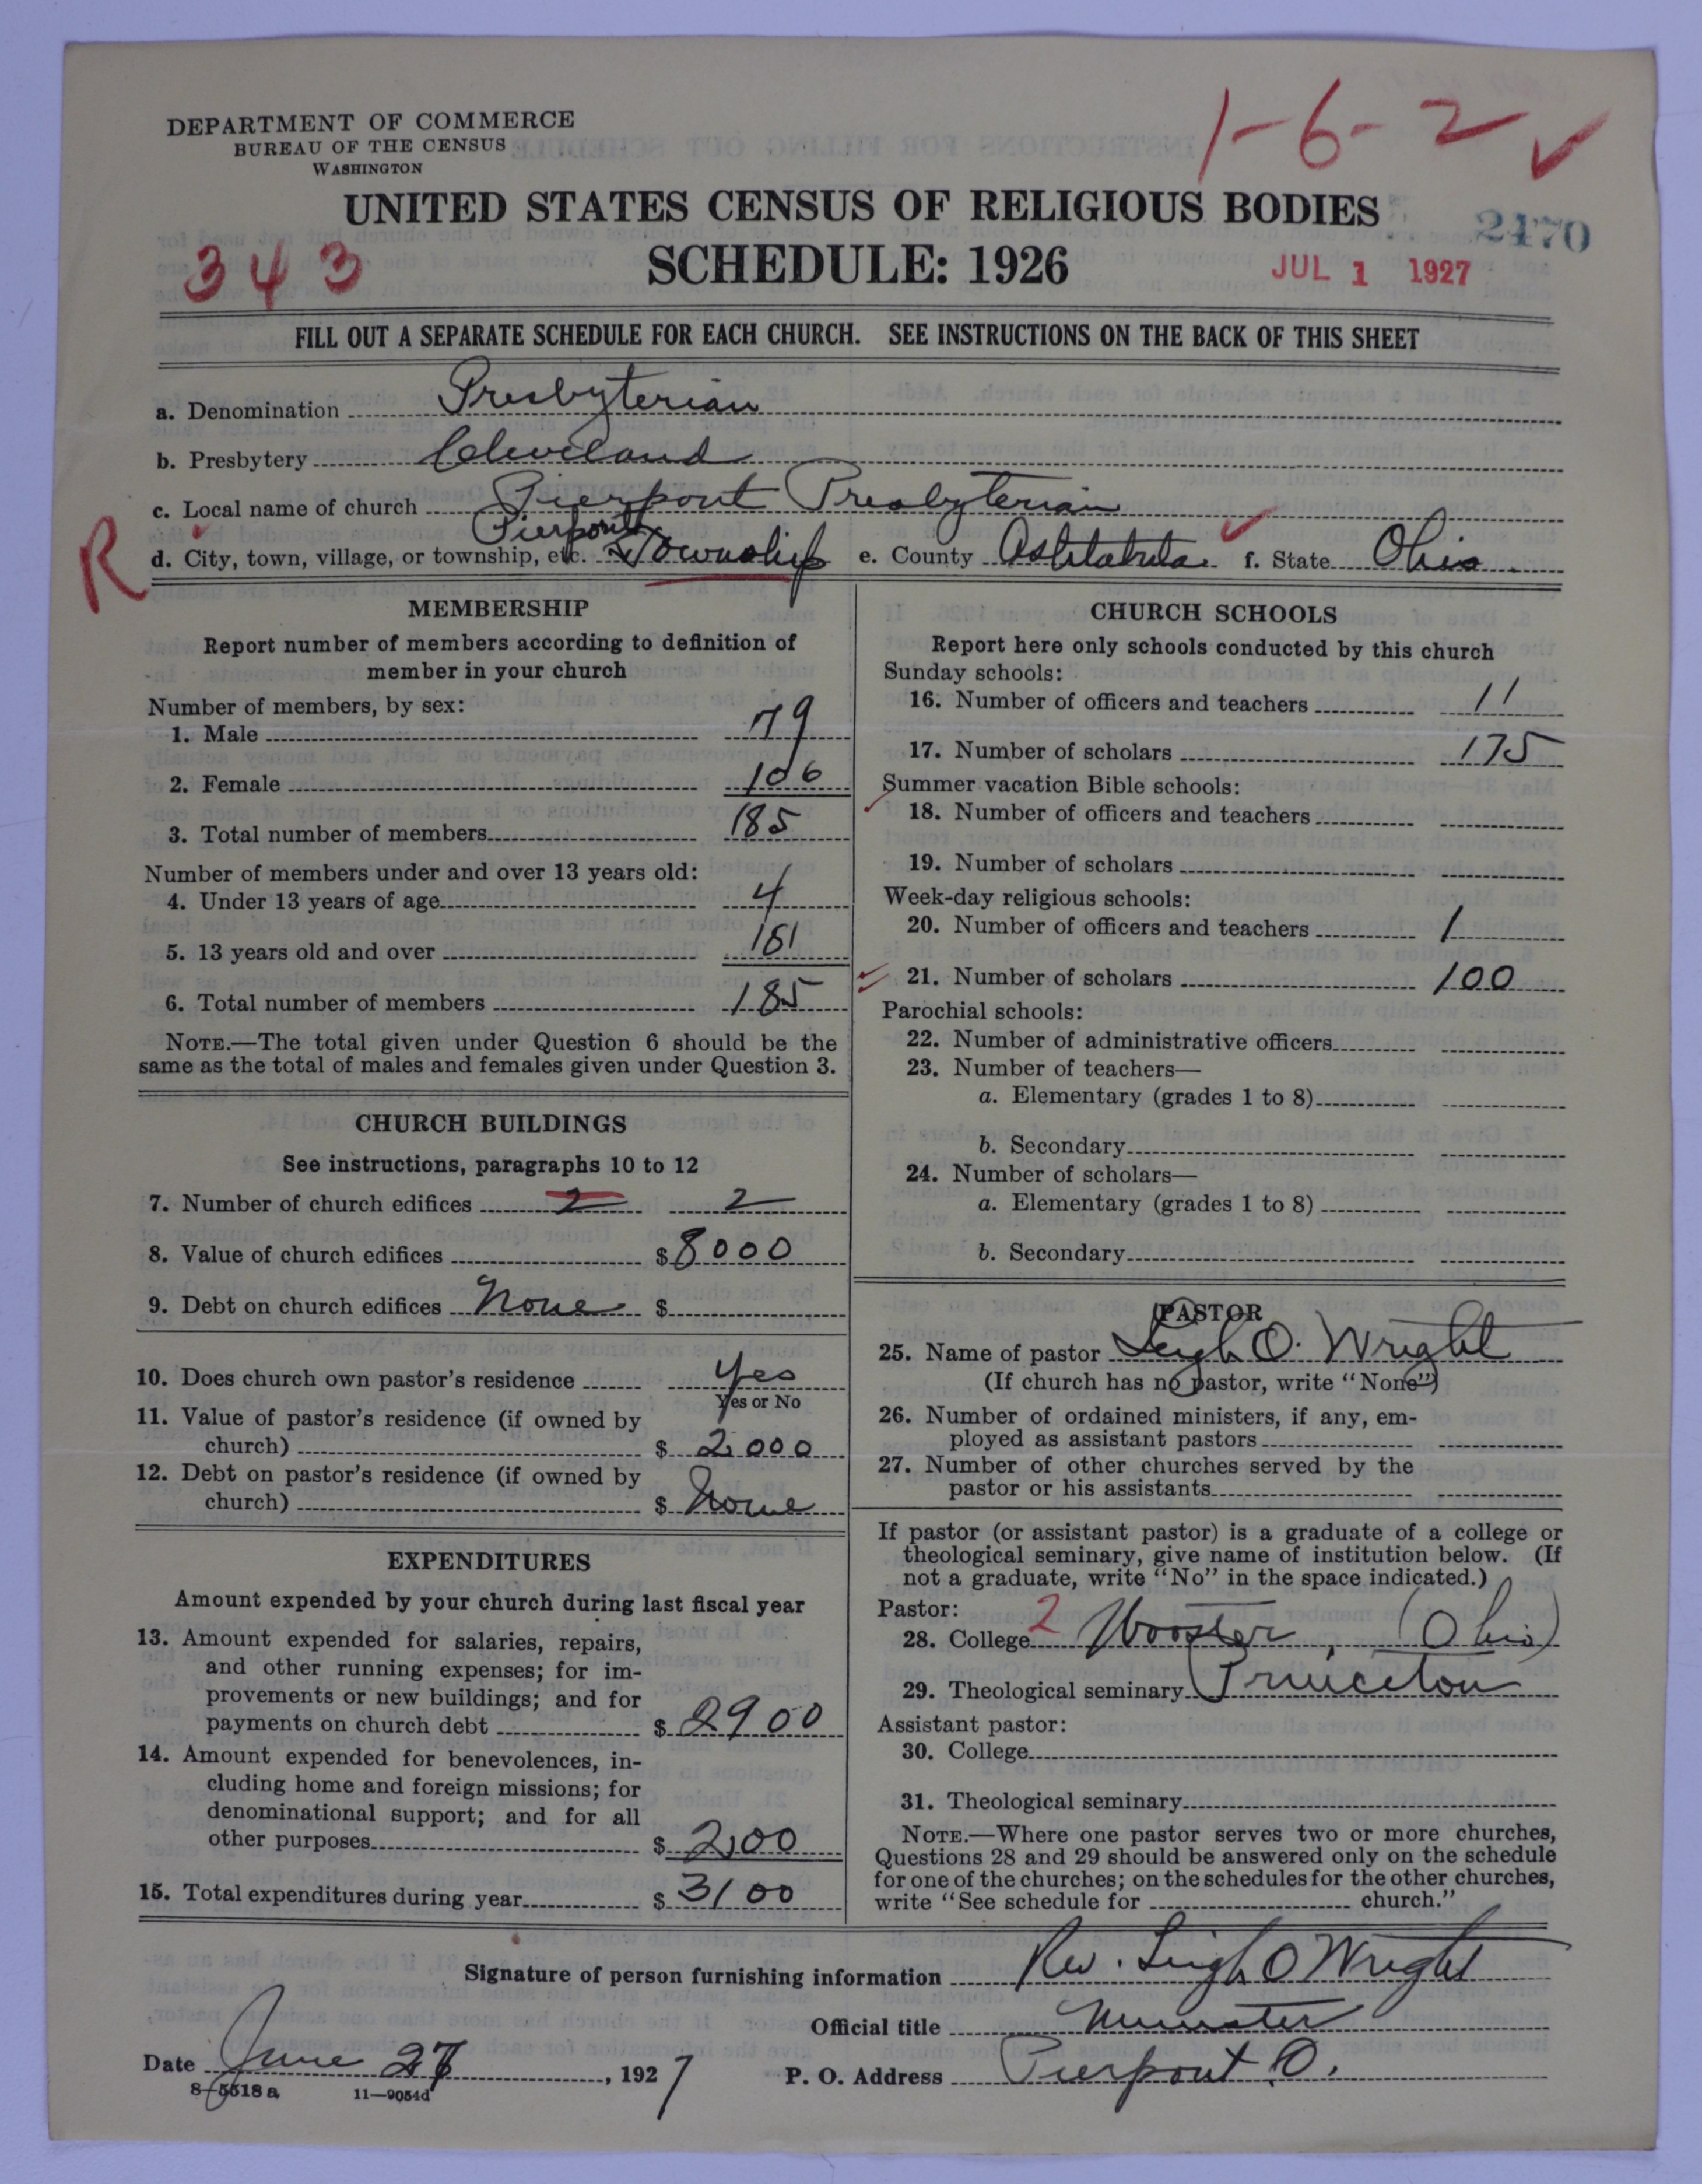 DEPARTMENT OF COMMERCE
BUREAU OF THE CENSUS
WASHINGTON
1-6-2
UNITED STATES CENSUS OF RELIGIOUS BODIES
2470
343
SCHEDULE: 1926
JUL 1 1927
FILL OUT A SEPARATE SCHEDULE FOR EACH CHURCH. SEE INSTRUCTIONS ON THE BACK OF THIS SHEET
a. Denomination Presbyterian
b. Presbytery Cleveland
c. Local name of church Pierpont Presbyterian
R
d. City, town, village, or township, etc. Pierpont Township e. County Ashtabula f. State Ohio
MEMBERSHIP
Report number of members according to definition of
member in your church
Number of members, by sex:
1. Male 79
2. Female 106
3. Total number of members 185
Number of members under and over 13 years old:
4. Under 13 years of age 4
5. 13 years old and over 181
6. Total number of members 185
NOTE.—The total given under Question 6 should be the
same as the total of males and females given under Question 3.
CHURCH BUILDINGS
See instructions, paragraphs 10 to 12
7. Number of church edifices 2 2
8. Value of church edifices $ 8000
9. Debt on church edifices None $
10. Does church own pastor's residence yes
Yes or No
11. Value of pastor's residence (if owned by
church) $ 2000
12. Debt on pastor's residence (if owned by
church) $ None
EXPENDITURES
Amount expended by your church during last fiscal year
13. Amount expended for salaries, repairs,
and other running expenses; for im-
provements or new buildings; and for
payments on church debt $ 2900
14. Amount expended for benevolences, in-
cluding home and foreign missions; for
denominational support; and for all
other purposes $ 200
15. Total expenditures during year $ 3100
CHURCH SCHOOLS
Report here only schools conducted by this church
Sunday schools:
16. Number of officers and teachers 11
17. Number of scholars 175
Summer vacation Bible schools:
18. Number of officers and teachers
19. Number of scholars
Week-day religious schools:
20. Number of officers and teachers 1
21. Number of scholars 100
Parochial schools:
22. Number of administrative officers
23. Number of teachers—
a. Elementary (grades 1 to 8)
b. Secondary
24. Number of scholars—
a. Elementary (grades 1 to 8)
b. Secondary
PASTOR
25. Name of pastor Leigh O. Wright
(If church has no pastor, write "None")
26. Number of ordained ministers, if any, em-
ployed as assistant pastors
27. Number of other churches served by the
pastor or his assistants
If pastor (or assistant pastor) is a graduate of a college or
theological seminary, give name of institution below. (If
not a graduate, write "No" in the space indicated.)
Pastor:
28. College 2 Wooster, (Ohio)
29. Theological seminary Princeton
Assistant pastor:
30. College
31. Theological seminary
NOTE.—Where one pastor serves two or more churches,
Questions 28 and 29 should be answered only on the schedule
for one of the churches; on the schedules for the other churches,
write "See schedule for church."
Signature of person furnishing information Rev. Leigh O Wright
Official title Minister
Date June 27, 1927
P. O. Address Pierpont O.
8-5518 a 11-9054d